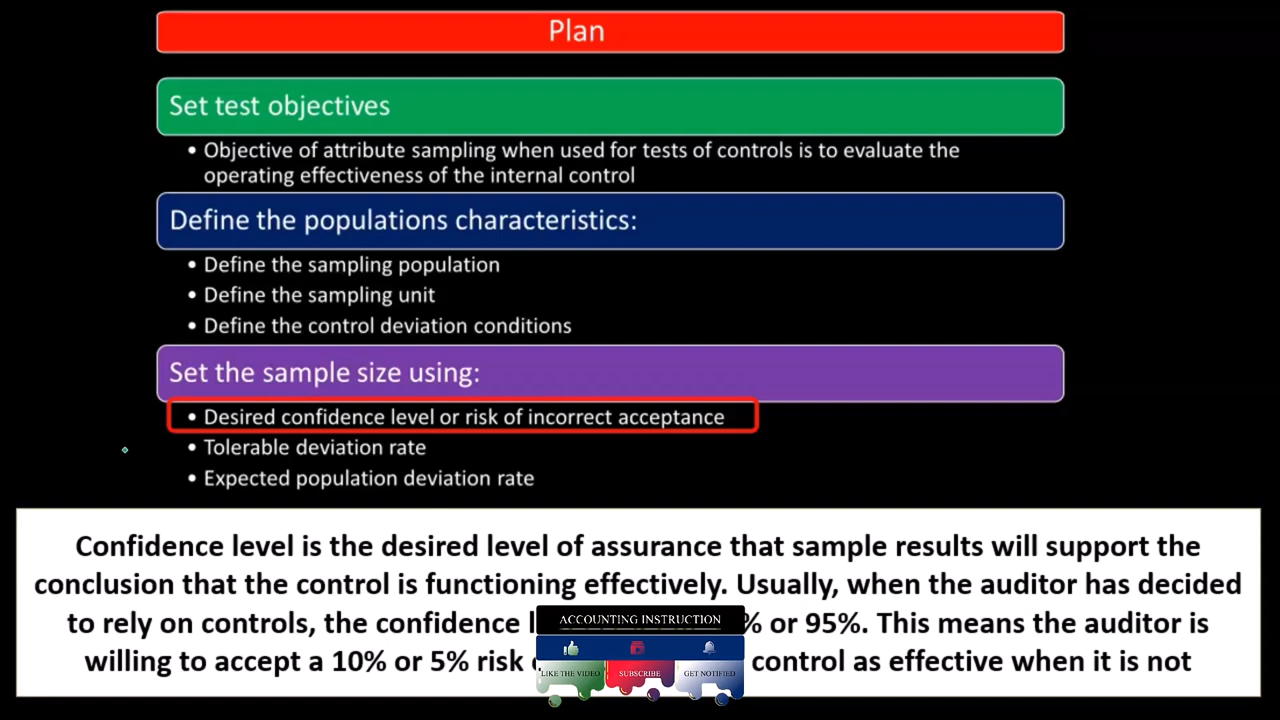 Plan
Set test objectives
• Objective of attribute sampling when used for tests of controls is to evaluate the
operating effectiveness of the internal control
Define the populations characteristics:
• Define the sampling population
• Define the sampling unit
• Define the control deviation conditions
Set the sample size using:
• Desired confidence level or risk of incorrect acceptance
• Tolerable deviation rate
• Expected population deviation rate
Confidence level is the desired level of assurance that sample results will support the
conclusion that the control is functioning effectively. Usually, when the auditor has decided
to rely on controls, the confidence % or 95%. This means the auditor is
willing to accept a 10% or 5% risk control as effective when it is not
ACCOUNTING INSTRUCTION
LIKE THE VIDEO SUBSCRIBE GET NOTIFIED